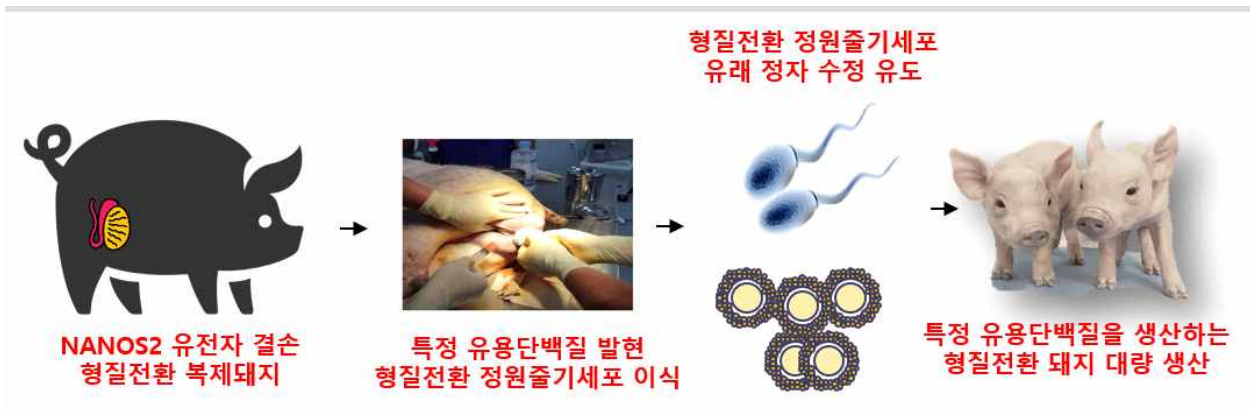 형질전환 정원줄기세포
유래 정자 수정 유도
NANOS2 유전자 결손
형질전환 복제돼지
특정 유용단백질 발현
형질전환 정원줄기세포 이식
특정 유용단백질을 생산하는
형질전환 돼지 대량 생산